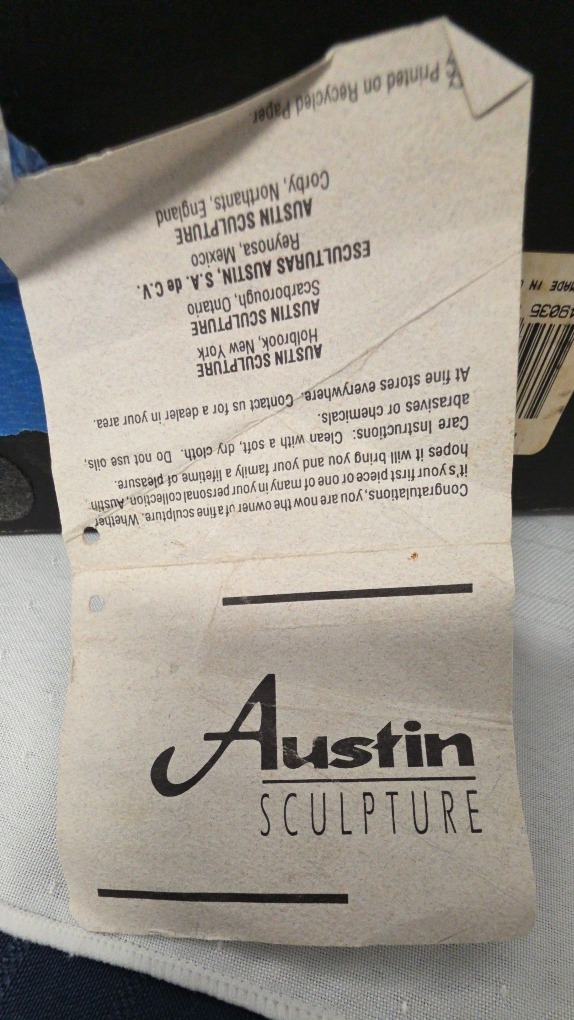 Austin
SCULPTURE
Congratulations, you are now the owner of a fine sculpture. Whether
it's your first piece or one of many in your personal collection, Austin
hopes it will bring you and your family a lifetime of pleasure.
Care Instructions: Clean with a soft, dry cloth. Do not use oils,
abrasives or chemicals.
At fine stores everywhere. Contact us for a dealer in your area.
AUSTIN SCULPTURE
Holbrook, New York
AUSTIN SCULPTURE
Scarborough, Ontario
ESCULTURAS AUSTIN, S.A. de C.V.
Reynosa, Mexico
AUSTIN SCULPTURE
Corby, Northants, England
Printed on Recycled Paper
MADE IN
49035